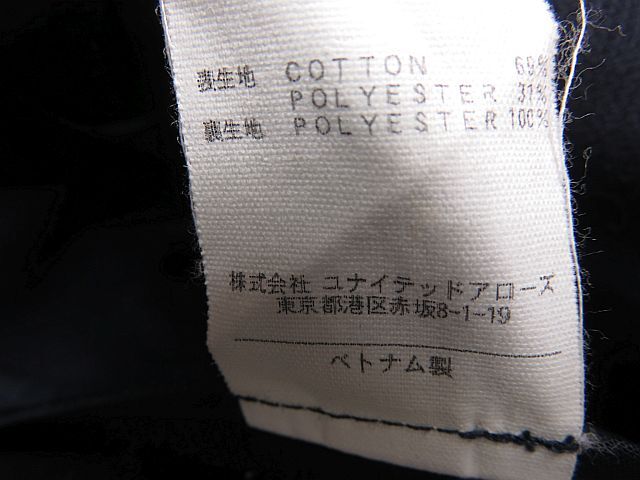 表生地 COTTON 69%
POLYESTER 31%
裏生地 POLYESTER 100%
株式会社 ユナイテッドアローズ
東京都港区赤坂8-1-19
ベトナム製